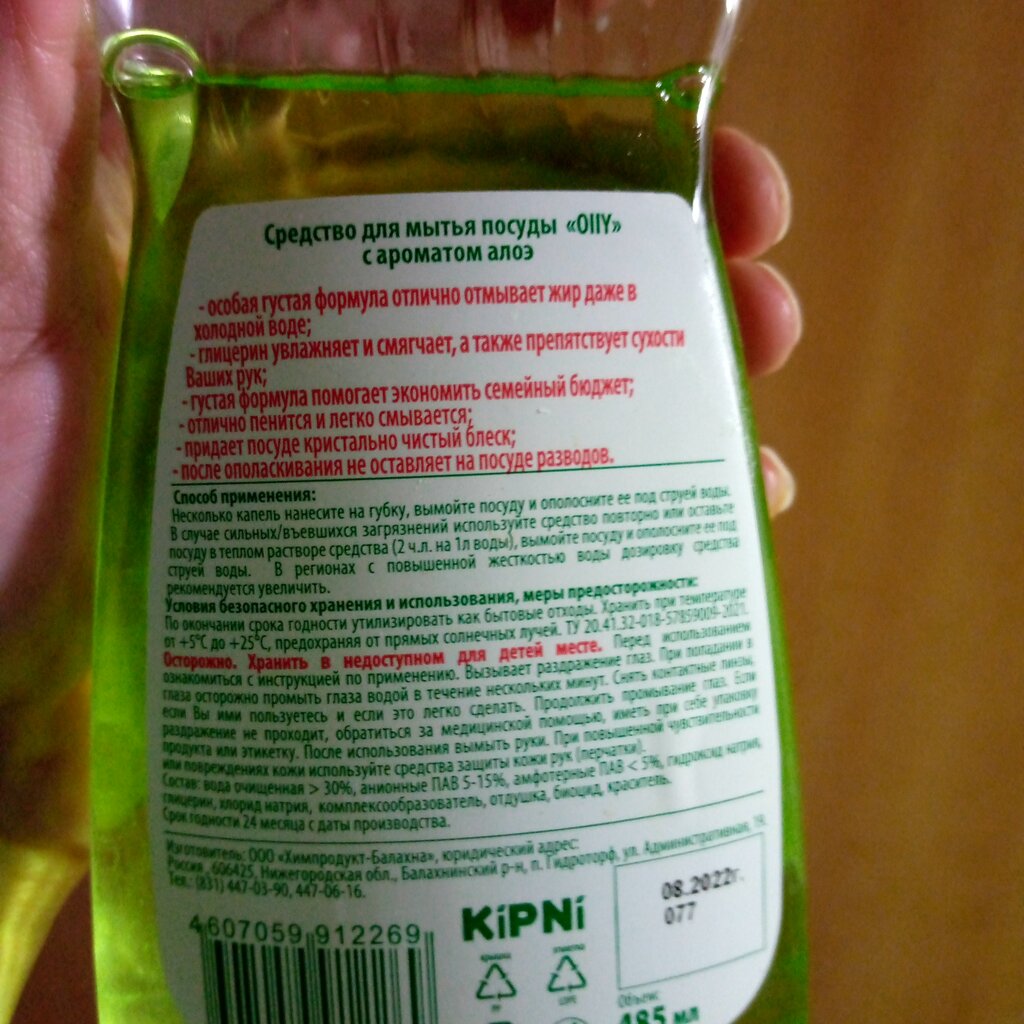 Средство для мытья посуды «OllY»
с ароматом алоэ
- особая густая формула отлично отмывает жир даже в
холодной воде;
- глицерин увлажняет и смягчает, а также препятствует сухости
Ваших рук;
- густая формула помогает экономить семейный бюджет;
- отлично пенится и легко смывается;
- придает посуде кристально чистый блеск;
- после ополаскивания не оставляет на посуде разводов.
Способ применения:
Несколько капель нанесите на губку, вымойте посуду и ополосните ее под струей воды.
В случае сильных/въевшихся загрязнений используйте средство повторно или оставьте
посуду в теплом растворе средства (2 ч.л. на 1л воды), вымойте посуду и ополосните ее под
струей воды. В регионах с повышенной жесткостью воды дозировку средства
рекомендуется увеличить.
Условия безопасного хранения и использования, меры предосторожности:
По окончании срока годности утилизировать как бытовые отходы. Хранить при температуре
от +5°С до +25°С, предохраняя от прямых солнечных лучей. ТУ 20.41.32-018-57859009-2021.
Осторожно. Хранить в недоступном для детей месте. Перед использованием
ознакомиться с инструкцией по применению. Вызывает раздражение глаз. При попадании в
глаза осторожно промыть глаза водой в течение нескольких минут. Снять контактные линзы,
если Вы ими пользуетесь и если это легко сделать. Продолжить промывание глаз. Если
раздражение не проходит, обратиться за медицинской помощью, иметь при себе упаковку
продукта или этикетку. После использования вымыть руки. При повышенной чувствительности
или повреждениях кожи используйте средства защиты кожи рук (перчатки).
Состав: вода очищенная > 30%, анионные ПАВ 5-15%, амфотерные ПАВ < 5%, гидроксид натрия,
глицерин, хлорид натрия, комплексообразователь, отдушка, биоцид, краситель.
Срок годности 24 месяца с даты производства.
Изготовитель: ООО «Химпродукт-Балахна», юридический адрес:
Россия, 606425, Нижегородская обл., Балахнинский р-н, п. Гидроторф, ул. Административная, 19.
Тел.: (831) 447-03-90, 447-06-16.
08.2022г.
077
KiPNi
4 607059 912269
крышка
этикетка
PP
LDPE
Объем:
485 мл